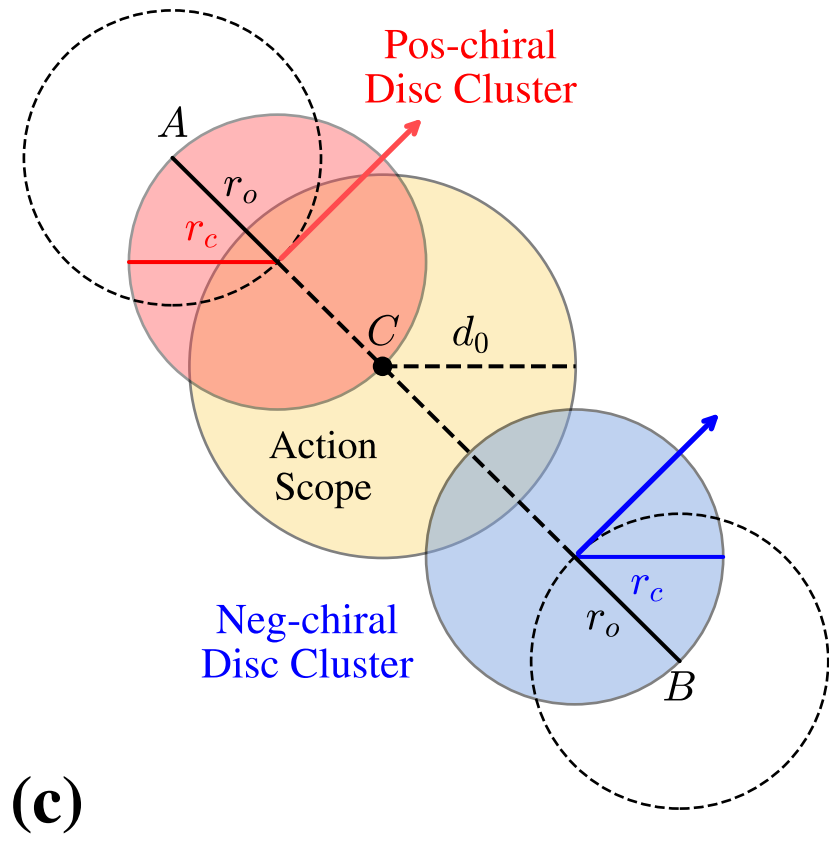 Pos-chiral
Disc Cluster
A
r_o
r_c
C
d_0
Action
Scope
Neg-chiral
Disc Cluster
r_c
r_o
B
(c)